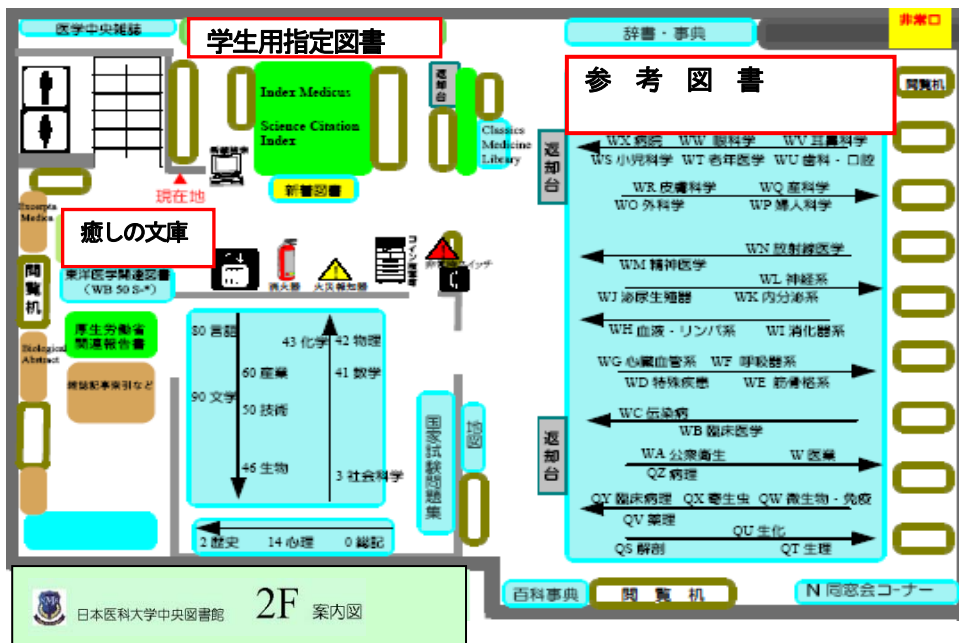 医学中央雑誌
学生用指定図書
辞書・事典
非常口
参 考 図 書
閲覧机
Index Medicus
Science Citation
Index
返却台
Classics
Medicine
Library
新着図書
現在地
返却台
WX 病院 WW 眼科学 WV 耳鼻科学
WS 小児科学 WT 老年医学 WU 歯科・口腔
WR 皮膚科学 WQ 産科学
WO 外科学 WP 婦人科学
Excerpta
Medica
癒しの文庫
東洋医学関連図書
(WB 50 S-*)
消火器
火災報知器
WN 放射線医学
WM 精神医学
WL 神経系
WJ 泌尿生殖器 WK 内分泌系
WH 血液・リンパ系 WI 消化器系
WG 心臓血管系 WF 呼吸器系
WD 特殊疾患 WE 筋骨格系
WC 伝染病
WB 臨床医学
WA 公衆衛生 W 医業
QZ 病理
QY 臨床病理 QX 寄生虫 QW 微生物・免疫
QV 薬理
QU 生化
QS 解剖 QT 生理
返却台
閲覧机
厚生労働省
関連報告書
Biological
Abstract
雑誌記事索引など
80 言語
43 化学 42 物理
60 産業 41 数学
90 文学
50 技術
46 生物
3 社会科学
2 歴史 14 心理 0 総記
国家試験問題集
地図
百科事典
閲 覧 机
N 同窓会コーナー
日本医科大学中央図書館 2F 案内図